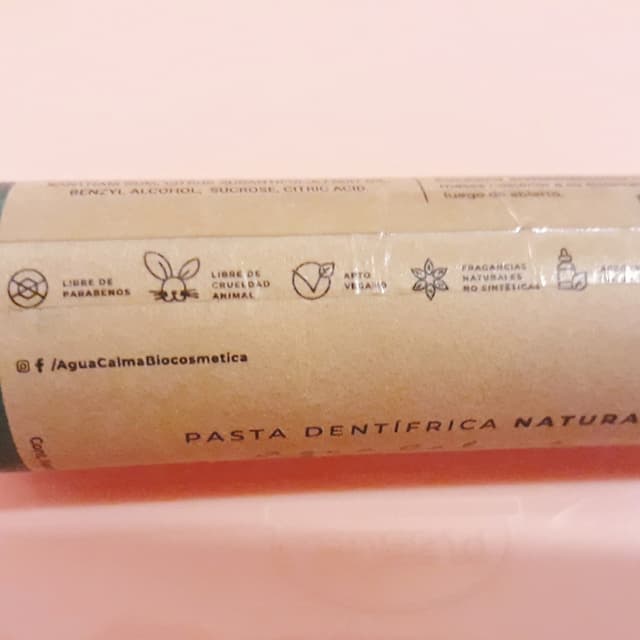 BENZYL ALCOHOL, SUCROSE, CITRIC ACID.
luego de abierto.
LIBRE DE
PARABENOS
LIBRE DE
CRUELDAD
ANIMAL
APTO
VEGANO
FRAGANCIAS
NATURALES
NO SINTÉTICAS
/AguaCalmaBiocosmetica
PASTA DENTÍFRICA NATURA